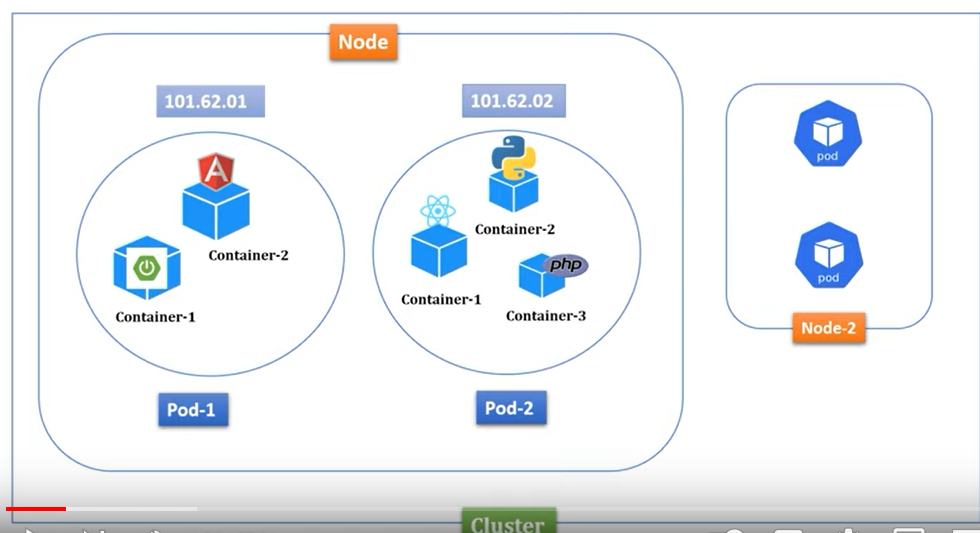 Node
101.62.01
101.62.02
Container-2
Container-1
Container-2
Container-1
php
Container-3
Pod-1
Pod-2
pod
pod
Node-2
Cluster